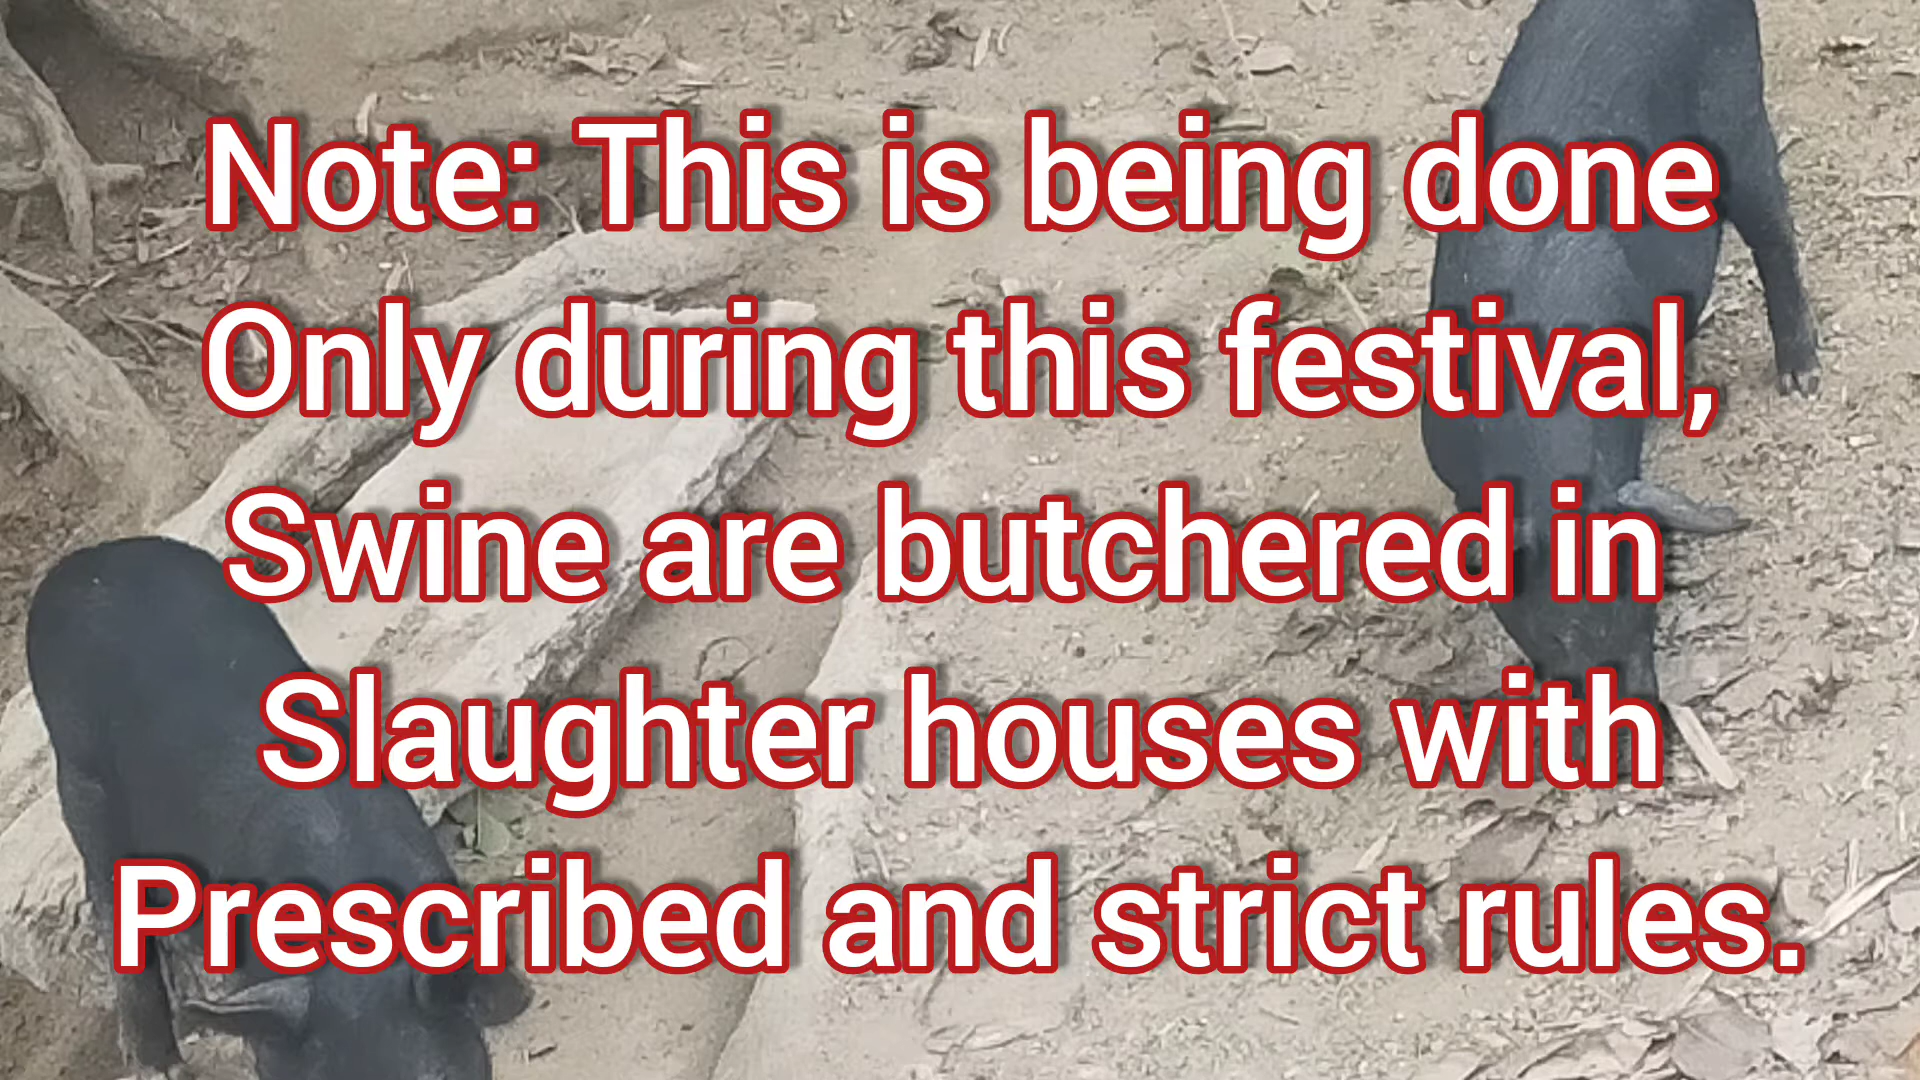 Note: This is being done
Only during this festival,
Swine are butchered in
Slaughter houses with
Prescribed and strict rules.